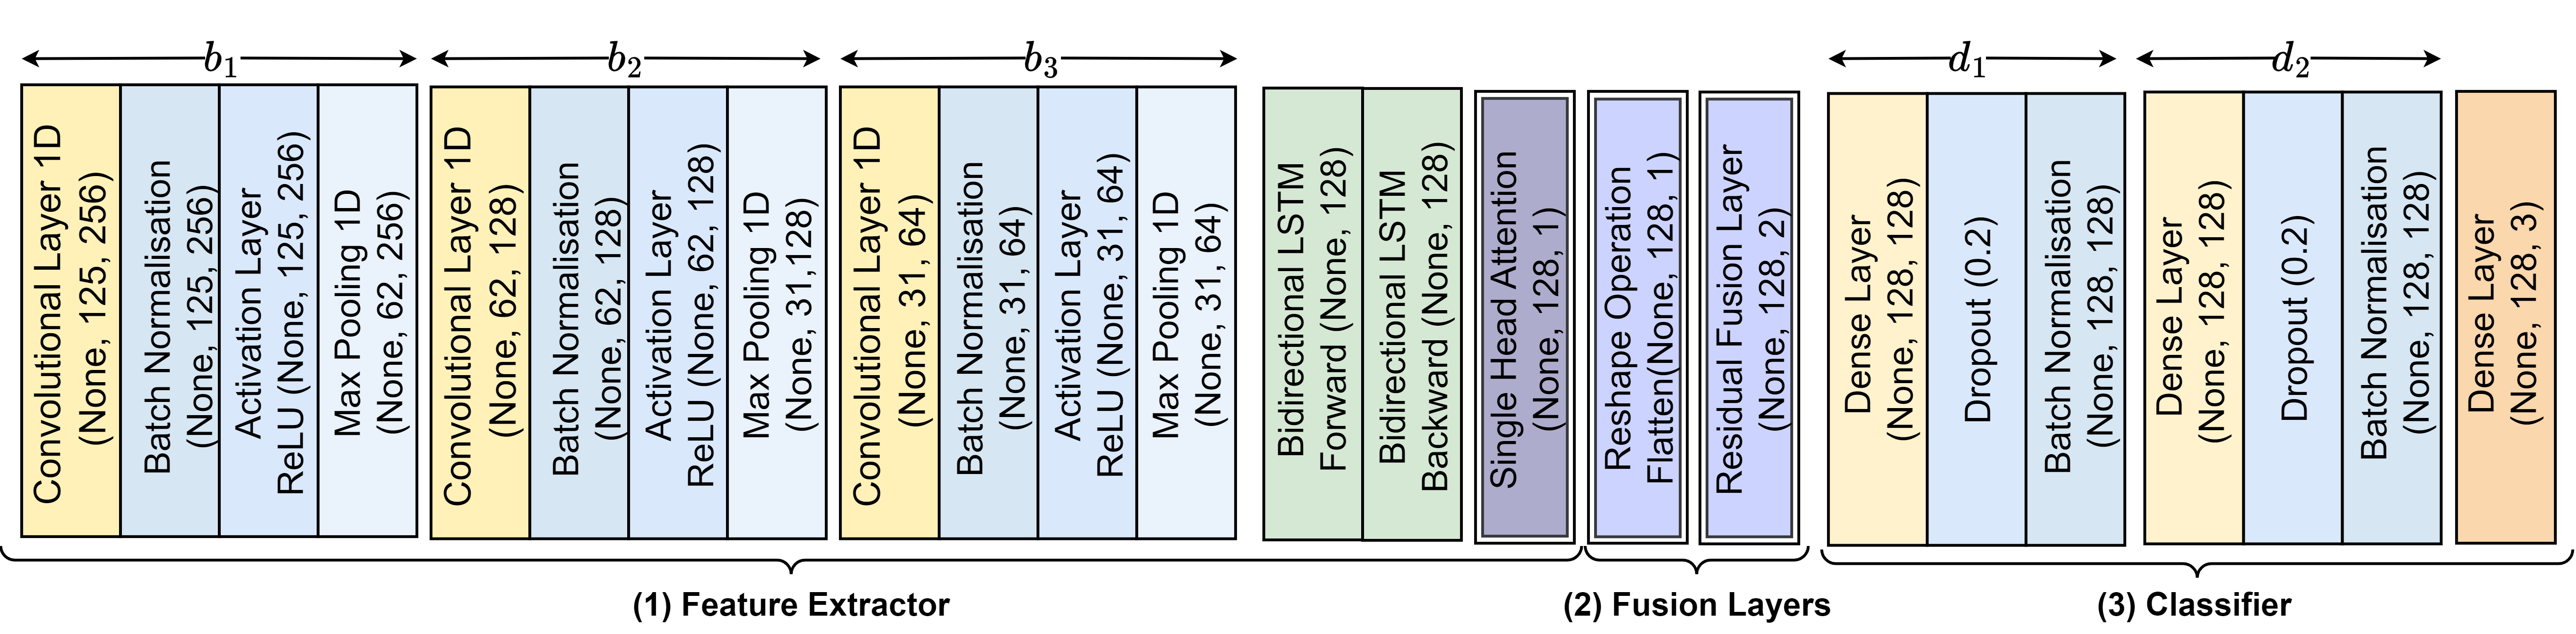 b1
b2
b3
d1
d2
Convolutional Layer 1D
(None, 125, 256)
Batch Normalisation
(None, 125, 256)
Activation Layer
ReLU (None, 125, 256)
Max Pooling 1D
(None, 62, 256)
Convolutional Layer 1D
(None, 62, 128)
Batch Normalisation
(None, 62, 128)
Activation Layer
ReLU (None, 62, 128)
Max Pooling 1D
(None, 31,128)
Convolutional Layer 1D
(None, 31, 64)
Batch Normalisation
(None, 31, 64)
Activation Layer
ReLU (None, 31, 64)
Max Pooling 1D
(None, 31, 64)
Bidirectional LSTM
Forward (None, 128)
Bidirectional LSTM
Backward (None, 128)
Single Head Attention
(None, 128, 1)
Reshape Operation
Flatten(None, 128, 1)
Residual Fusion Layer
(None, 128, 2)
Dense Layer
(None, 128, 128)
Dropout (0.2)
Batch Normalisation
(None, 128, 128)
Dense Layer
(None, 128, 128)
Dropout (0.2)
Batch Normalisation
(None, 128, 128)
Dense Layer
(None, 128, 3)
(1) Feature Extractor
(2) Fusion Layers
(3) Classifier